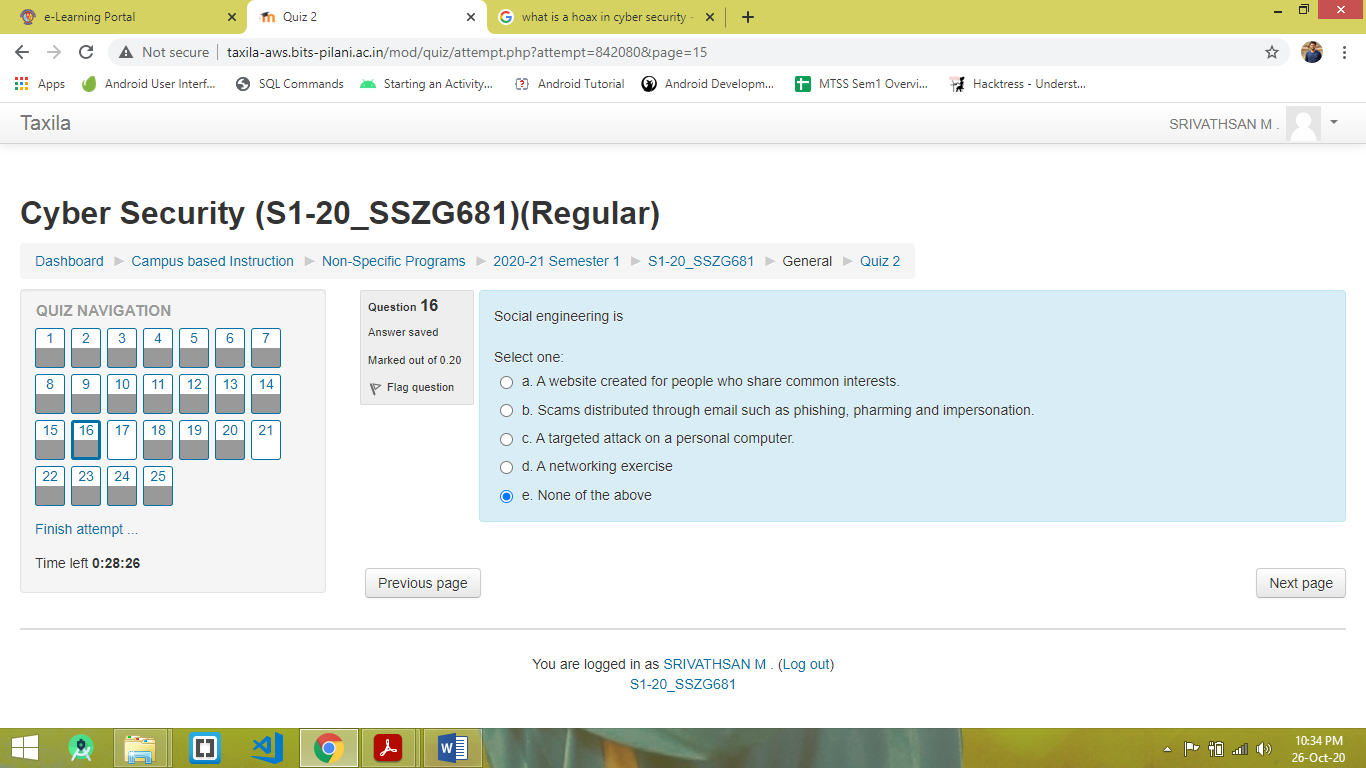 e-Learning Portal
Quiz 2
what is a hoax in cyber security -
Not secure
taxila-aws.bits-pilani.ac.in/mod/quiz/attempt.php?attempt=842080&page=15
Apps
Android User Interf...
SQL Commands
Starting an Activity...
Android Tutorial
Android Developm...
MTSS Sem1 Overvi...
Hacktress - Underst...
Taxila
SRIVATHSAN M .
Cyber Security (S1-20_SSZG681)(Regular)
Dashboard
Campus based Instruction
Non-Specific Programs
2020-21 Semester 1
S1-20_SSZG681
General
Quiz 2
QUIZ NAVIGATION
1 2 3 4 5 6 7
8 9 10 11 12 13 14
15 16 17 18 19 20 21
22 23 24 25
Finish attempt ...
Time left 0:28:26
Question 16
Answer saved
Marked out of 0.20
Flag question
Social engineering is
Select one:
a. A website created for people who share common interests.
b. Scams distributed through email such as phishing, pharming and impersonation.
c. A targeted attack on a personal computer.
d. A networking exercise
e. None of the above
Previous page
Next page
You are logged in as SRIVATHSAN M . (Log out)
S1-20_SSZG681
10:34 PM
26-Oct-20